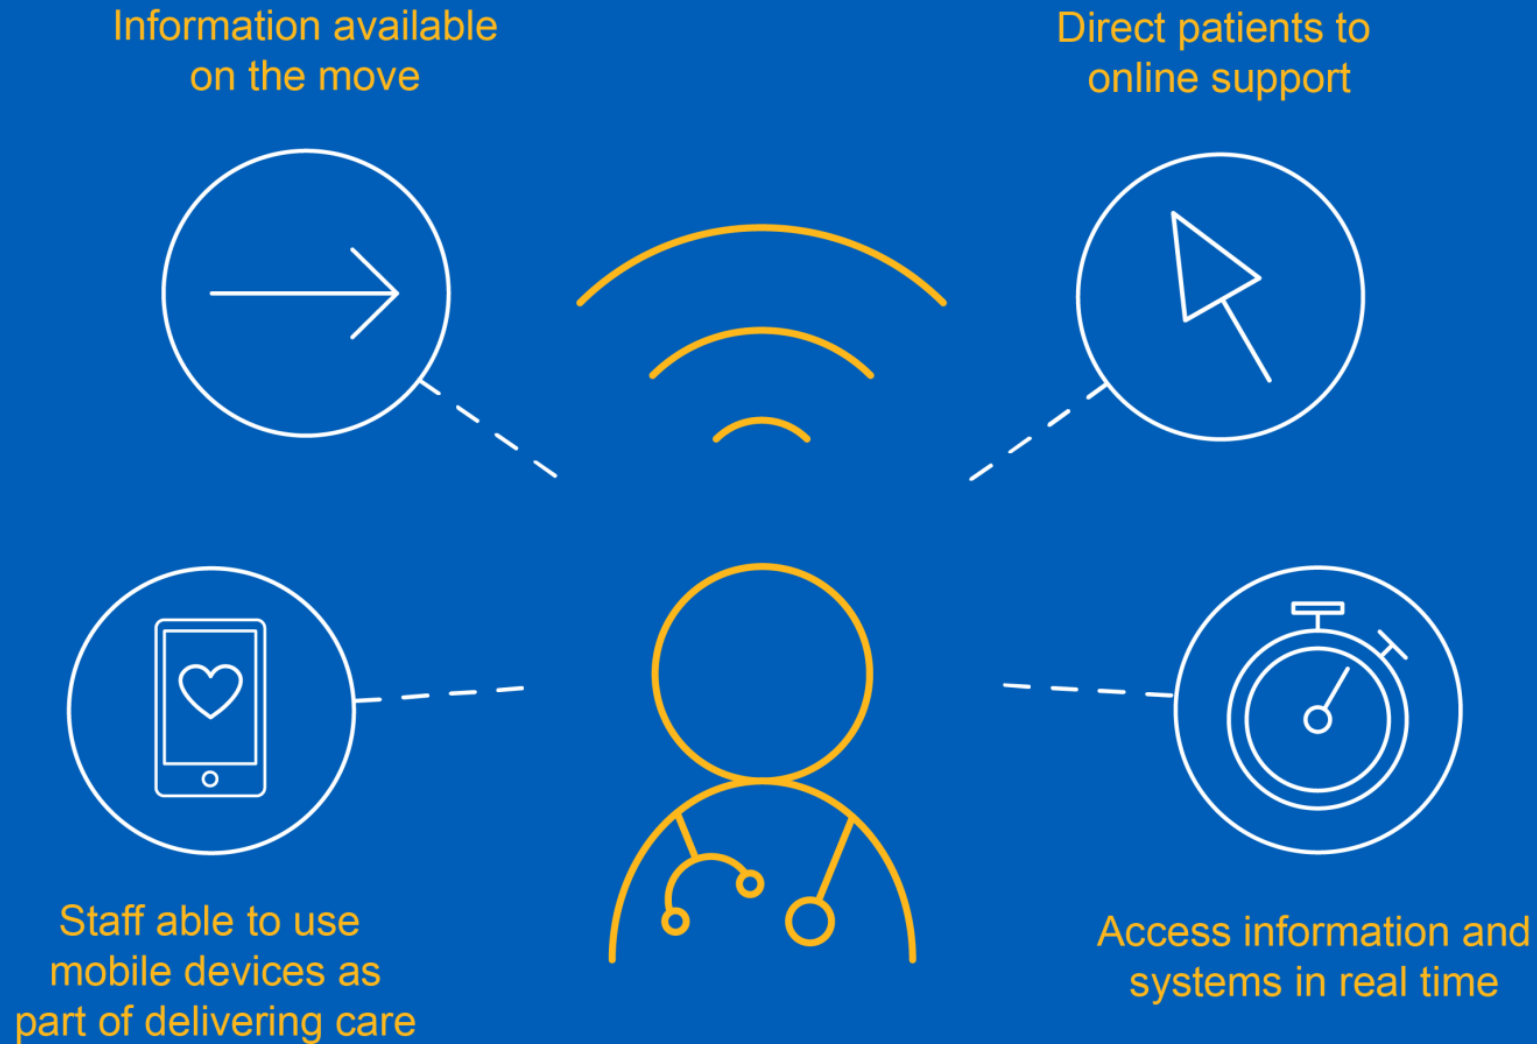 Information available
on the move
Direct patients to
online support
Staff able to use
mobile devices as
part of delivering care
Access information and
systems in real time